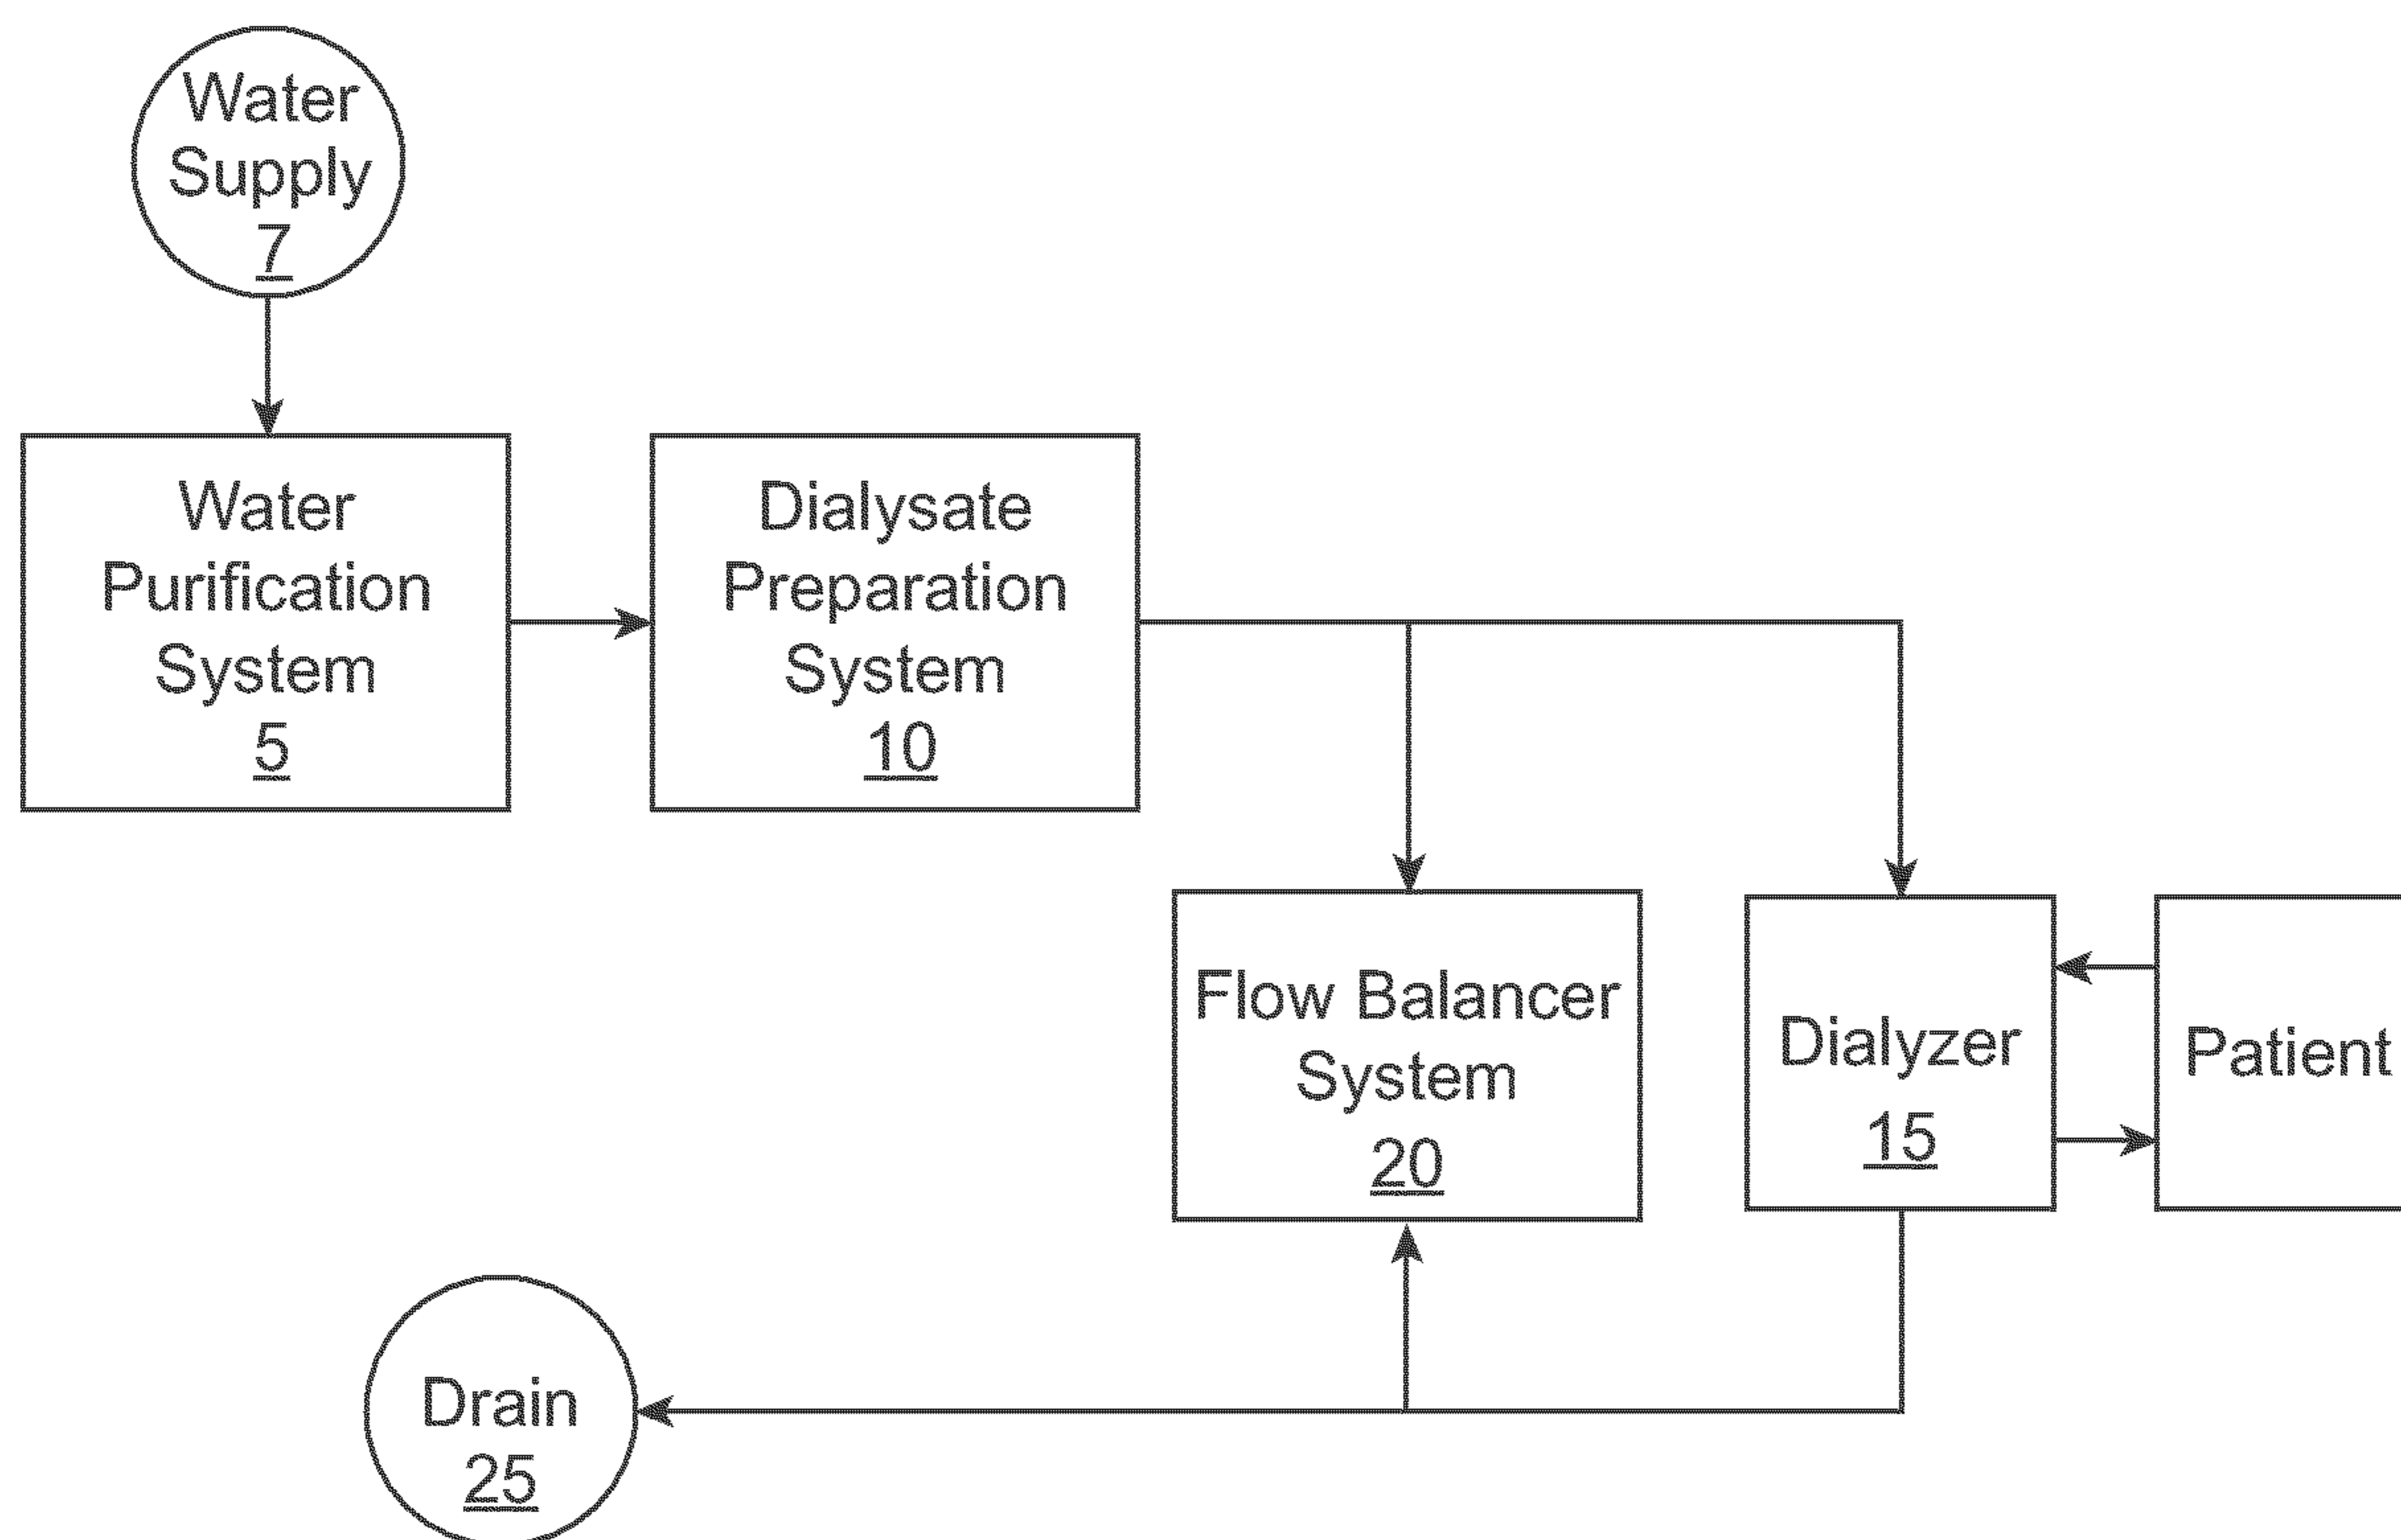 Water
Supply
7
Water
Purification
System
5
Dialysate
Preparation
System
10
Flow Balancer
System
20
Dialyzer
15
Patient
Drain
25